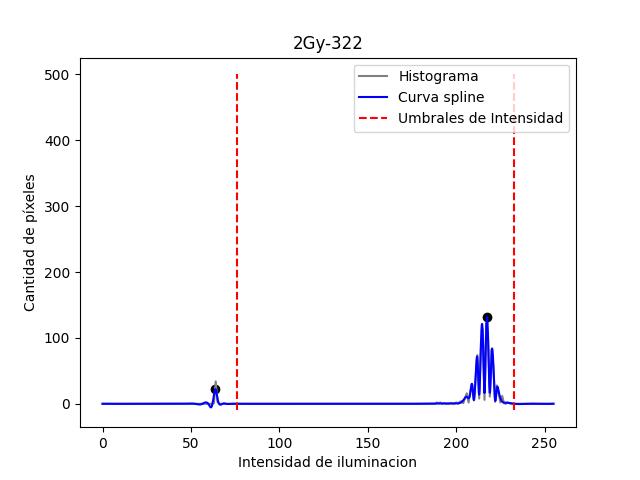 2Gy-322
Histograma
Curva spline
Umbrales de Intensidad
Cantidad de píxeles
500
400
300
200
100
0
0 50 100 150 200 250
Intensidad de iluminacion